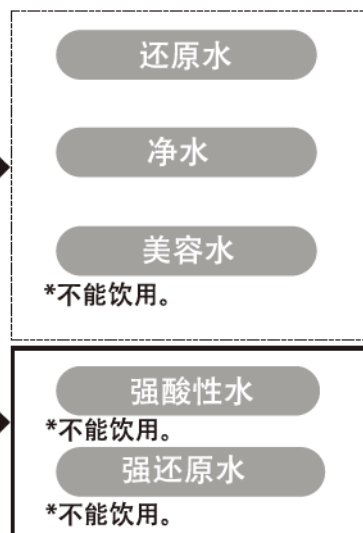 还原水
净水
美容水
*不能饮用。
强酸性水
*不能饮用。
强还原水
*不能饮用。